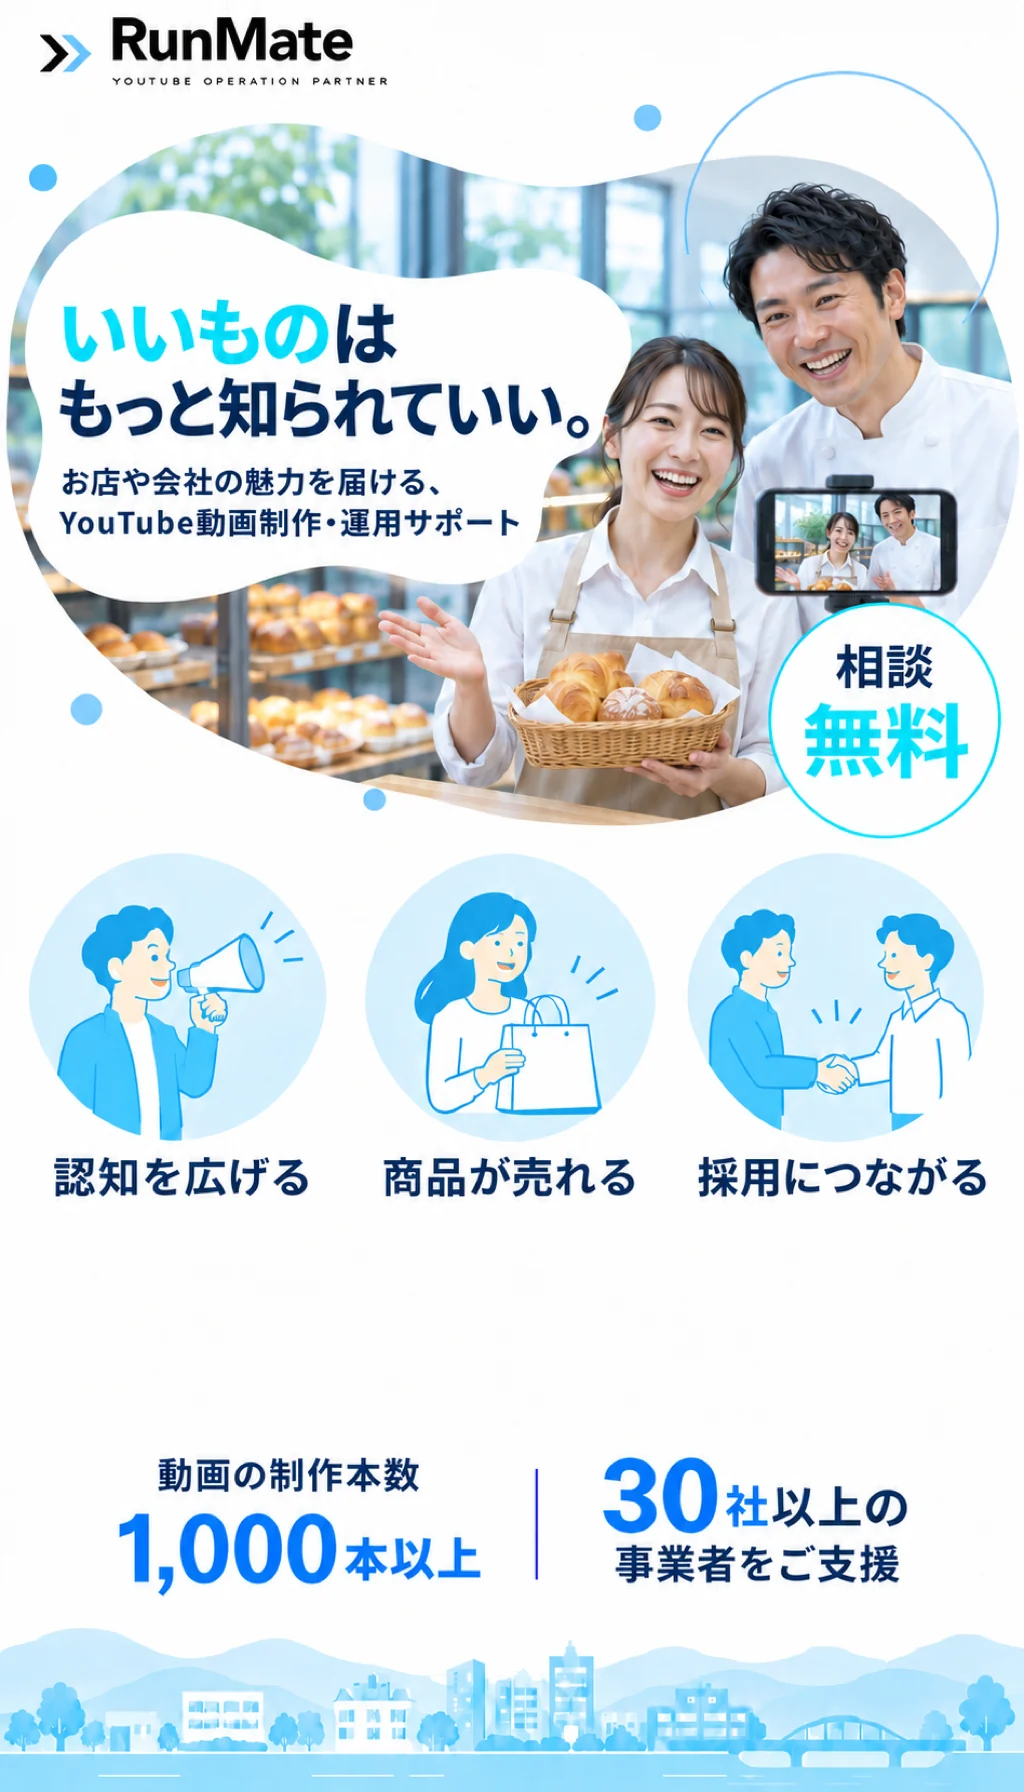 RunMate
YOUTUBE OPERATION PARTNER
いいものは
もっと知られていい。
お店や会社の魅力を届ける、
YouTube動画制作・運用サポート
相談
無料
認知を広げる
商品が売れる
採用につながる
動画の制作本数
1,000本以上
30社以上の
事業者をご支援